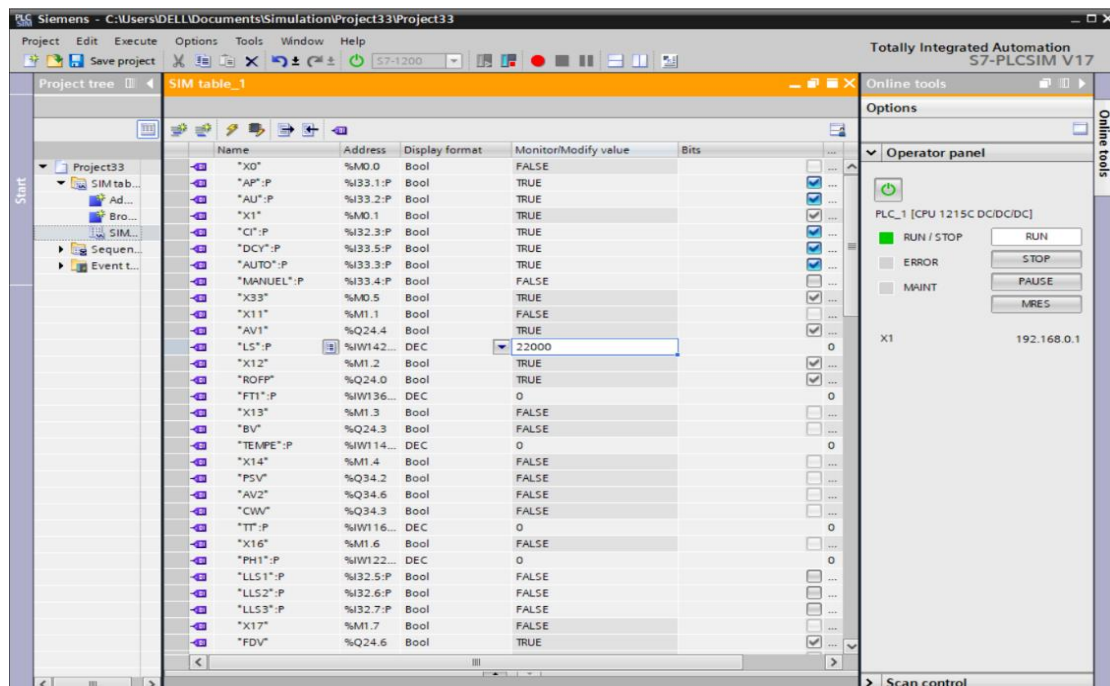 Siemens - C:\Users\DELL\Documents\Simulation\Project33\Project33
Project Edit Execute Options Tools Window Help
Totally Integrated Automation
S7-PLCSIM V17
Save project S7-1200
Project tree
SIM table_1
Online tools
Options
Name Address Display format Monitor/Modify value Bits ...
"X0" %M0.0 Bool FALSE ...
"AP":P %I33.1:P Bool TRUE ...
"AU":P %I33.2:P Bool TRUE ...
"X1" %M0.1 Bool TRUE ...
"CI":P %I32.3:P Bool TRUE ...
"DCY":P %I33.5:P Bool TRUE ...
"AUTO":P %I33.3:P Bool TRUE ...
"MANUEL":P %I33.4:P Bool FALSE ...
"X33" %M0.5 Bool TRUE ...
"X11" %M1.1 Bool FALSE ...
"AV1" %Q24.4 Bool TRUE ...
"LS":P %IW142... DEC 22000 0
"X12" %M1.2 Bool TRUE ...
"ROFP" %Q24.0 Bool TRUE ...
"FT1":P %IW136... DEC 0 0
"X13" %M1.3 Bool FALSE ...
"BV" %Q24.3 Bool FALSE ...
"TEMPE":P %IW114... DEC 0 0
"X14" %M1.4 Bool FALSE ...
"PSV" %Q34.2 Bool FALSE ...
"AV2" %Q34.6 Bool FALSE ...
"CWV" %Q34.3 Bool FALSE ...
"TT":P %IW116... DEC 0 0
"X16" %M1.6 Bool FALSE ...
"PH1":P %IW122... DEC 0 0
"LLS1":P %I32.5:P Bool FALSE ...
"LLS2":P %I32.6:P Bool FALSE ...
"LLS3":P %I32.7:P Bool FALSE ...
"X17" %M1.7 Bool FALSE ...
"FDV" %Q24.6 Bool TRUE ...
Start
Project33
SIM tab...
Ad...
Bro...
SIM...
Sequen...
Event t...
Operator panel
PLC_1 [CPU 1215C DC/DC/DC]
RUN / STOP RUN
ERROR STOP
MAINT PAUSE
MRES
X1 192.168.0.1
Scan control
Online tools